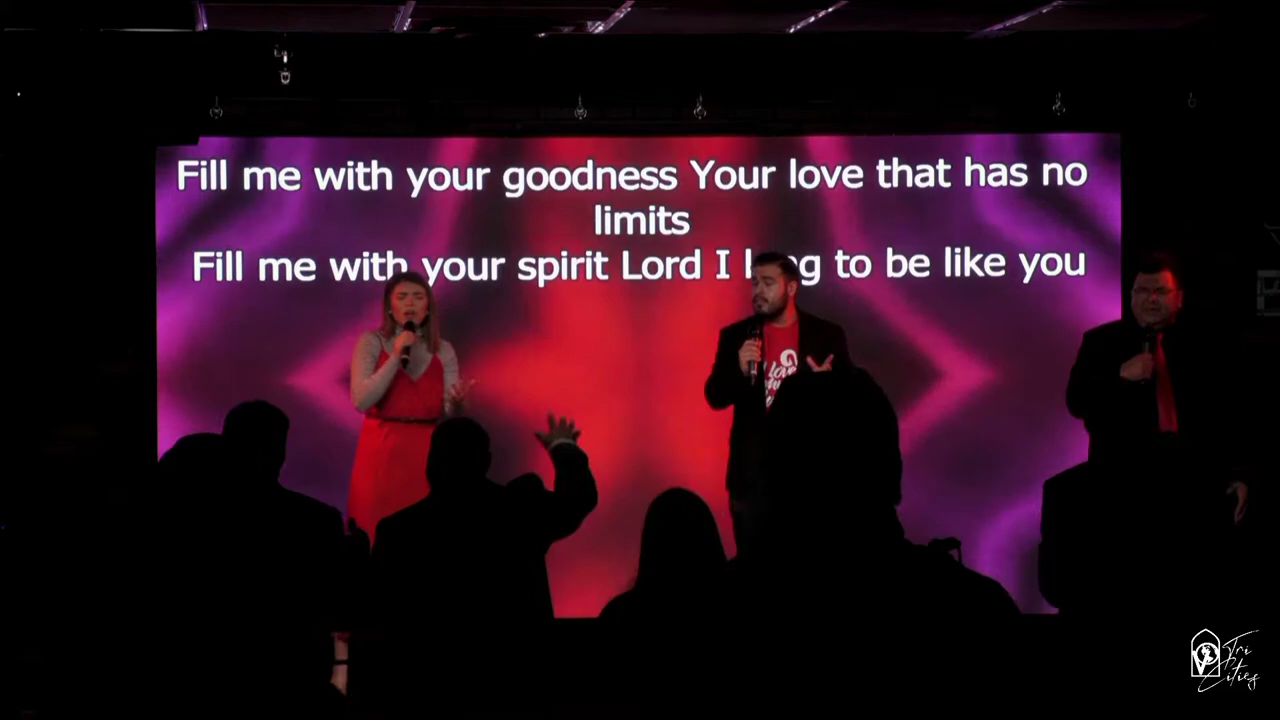 Fill me with your goodness Your love that has no
limits
Fill me with your spirit Lord I to be like you
LOVE
Tri
Cities